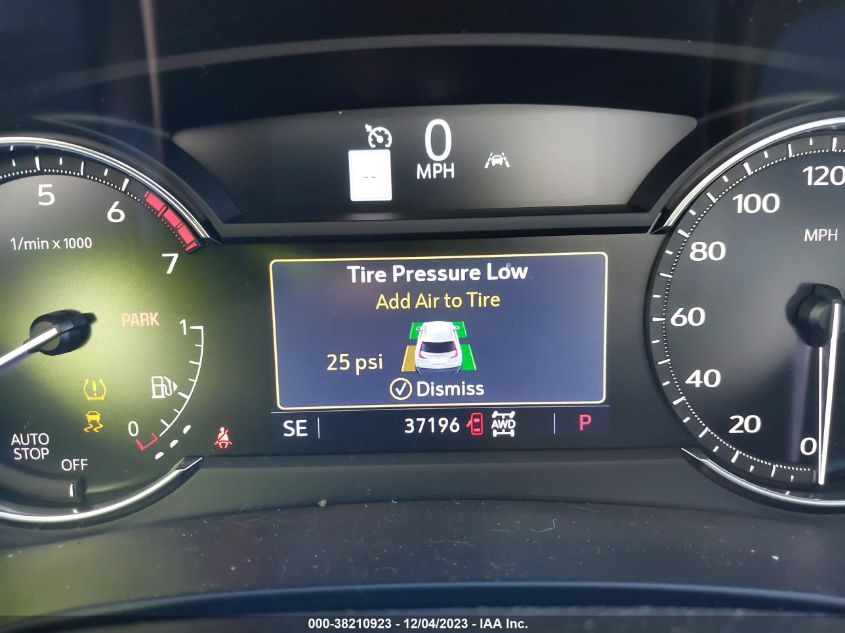 0
MPH
--
5
6
7
1/min x 1000
PARK
1
0
AUTO
STOP
OFF
Tire Pressure Low
Add Air to Tire
25 psi
Dismiss
SE
37196
AWD
P
120
100
80
60
40
20
0
MPH
000-38210923 - 12/04/2023 - IAA Inc.